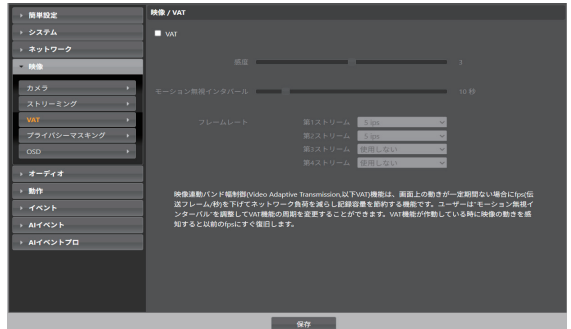 簡単設定
システム
ネットワーク
映像
カメラ
ストリーミング
VAT
プライバシーマスキング
OSD
オーディオ
動作
イベント
AIイベント
AIイベントプロ
映像 / VAT
VAT
感度 3
モーション無視インタバール 10 秒
フレームレート 第1ストリーム 5 ips
第2ストリーム 5 ips
第3ストリーム 使用しない
第4ストリーム 使用しない
映像連動バンド幅制御(Video Adaptive Transmission,以下VAT)機能は、画面上の動きが一定期間ない場合にfps(伝
送フレーム/秒)を下げてネットワーク負荷を減らし記録容量を節約する機能です。ユーザーは"モーション無視イ
ンターバル"を調整してVAT機能の周期を変更することができます。VAT機能が作動している時に映像の動きを感
知すると以前のfpsにすぐ復旧します。
保存